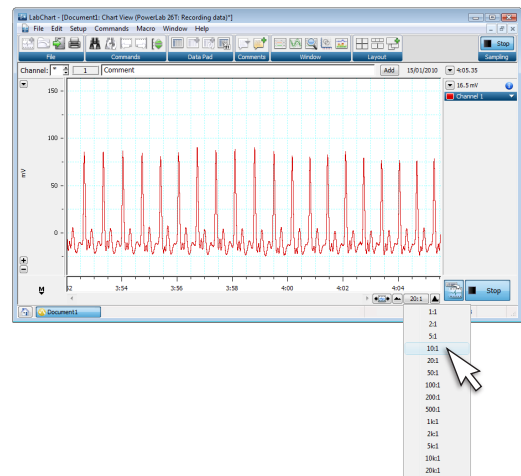 LabChart - [Document1: Chart View (PowerLab 26T: Recording data)*]
File Edit Setup Commands Macro Window Help
Stop
File Commands Data Pad Comments Window Layout Sampling
Channel: * 1 Comment Add 15/01/2010 4:05.35
16.5 mV
Channel 1
150
100
50
0
mV
M
52 3:54 3:56 3:58 4:00 4:02 4:04
20:1
Stop
Document1
1:1
2:1
5:1
10:1
20:1
50:1
100:1
200:1
500:1
1k:1
2k:1
5k:1
10k:1
20k:1